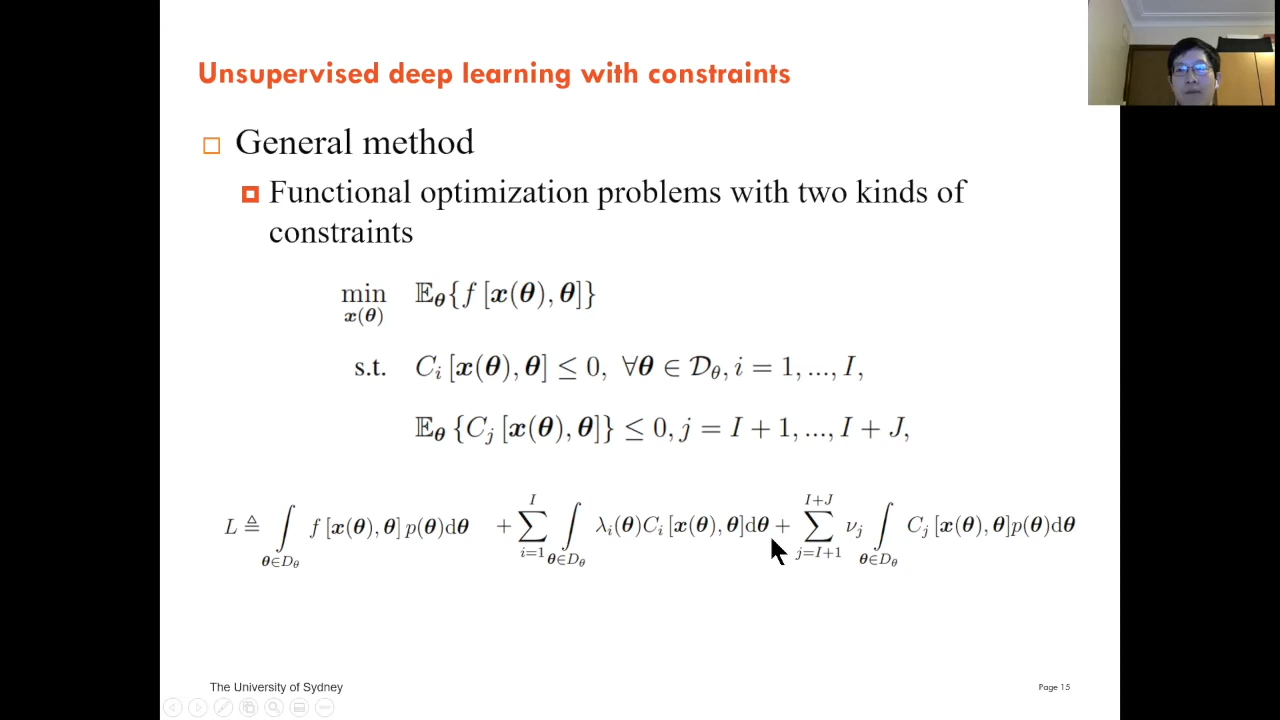 Unsupervised deep learning with constraints
General method
Functional optimization problems with two kinds of
constraints
min 𝔼_θ{f [x(θ), θ]}
x(θ)
s.t. C_i [x(θ), θ] ≤ 0, ∀θ ∈ 𝒟_θ, i = 1, ..., I,
𝔼_θ {C_j [x(θ), θ]} ≤ 0, j = I + 1, ..., I + J,
L ≜ ∫_{θ∈D_θ} f [x(θ), θ] p(θ)dθ + ∑_{i=1}^{I} ∫_{θ∈D_θ} λ_i(θ)C_i [x(θ), θ]dθ + ∑_{j=I+1}^{I+J} ν_j ∫_{θ∈D_θ} C_j [x(θ), θ]p(θ)dθ
The University of Sydney
Page 15